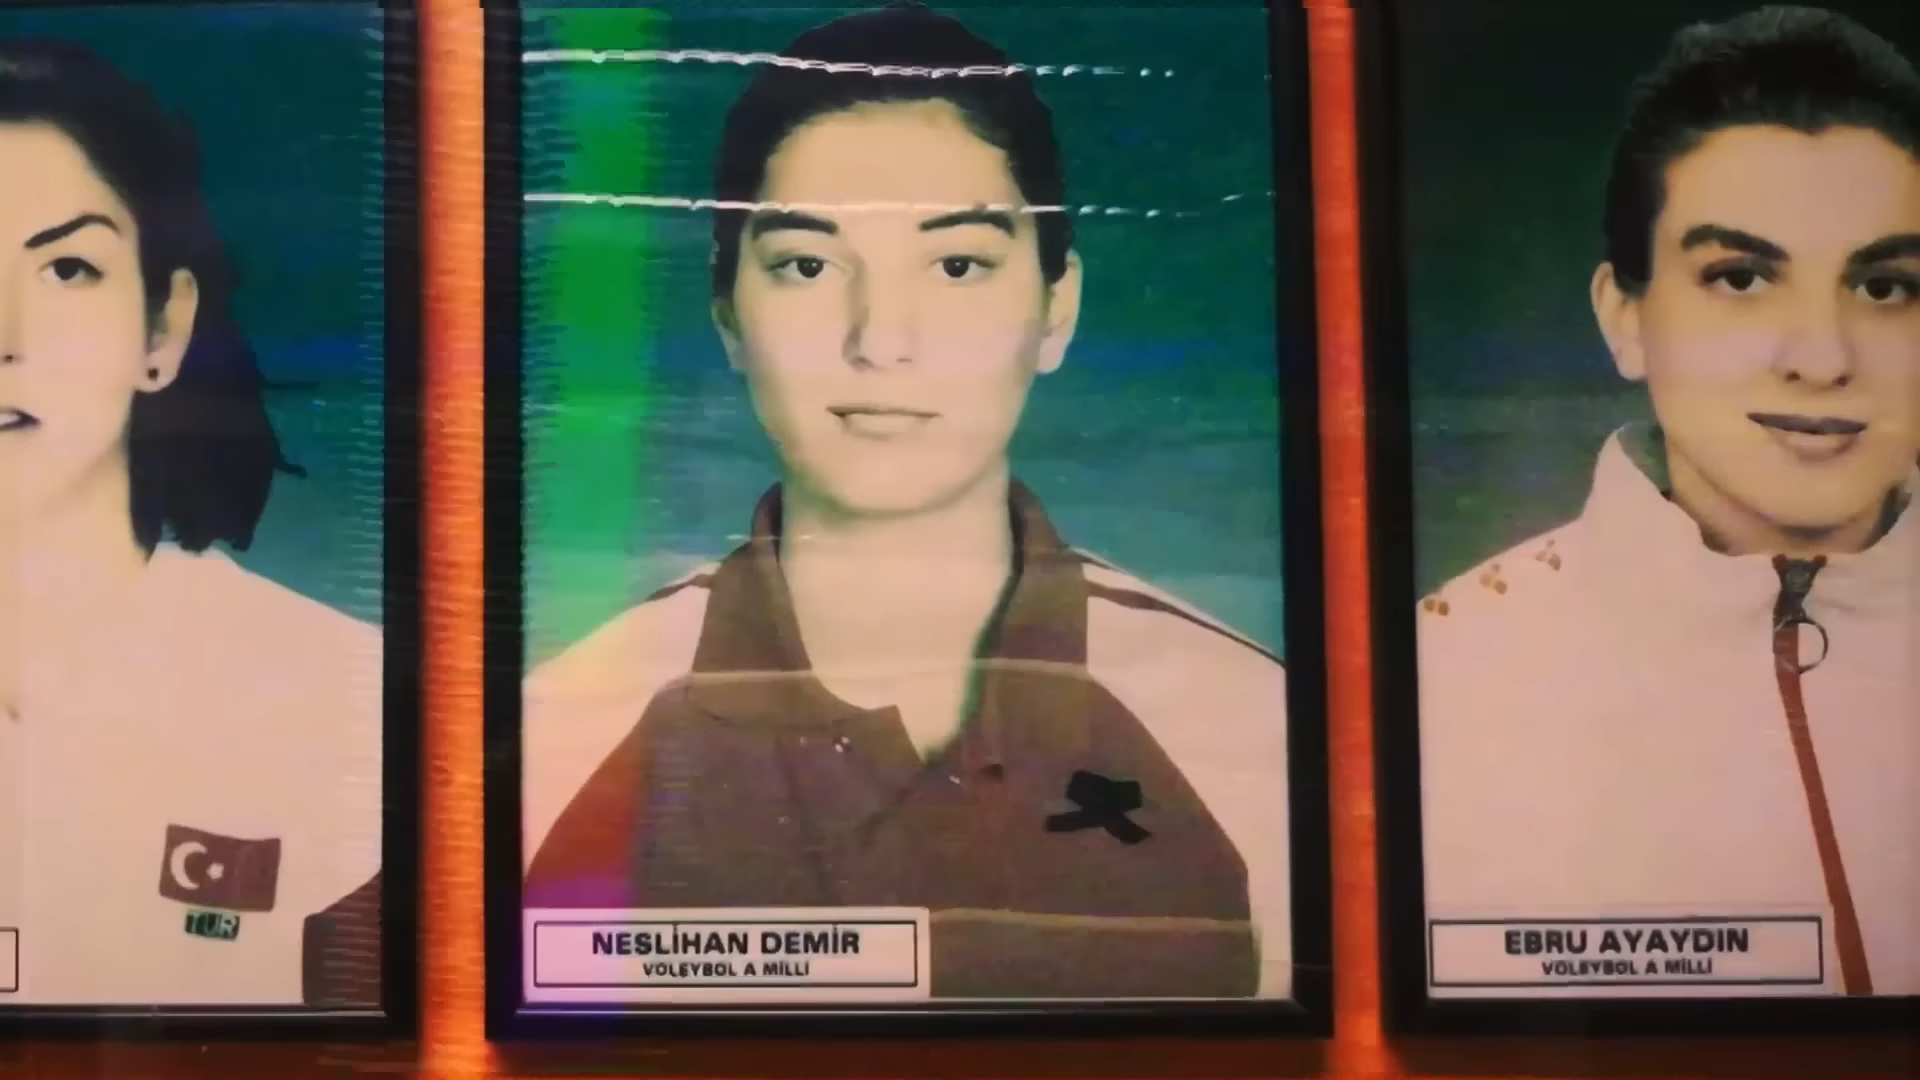 TUR
NESLİHAN DEMİR
VOLEYBOL A MİLLİ
EBRU AYAYDIN
VOLEYBOL A MİLLİ